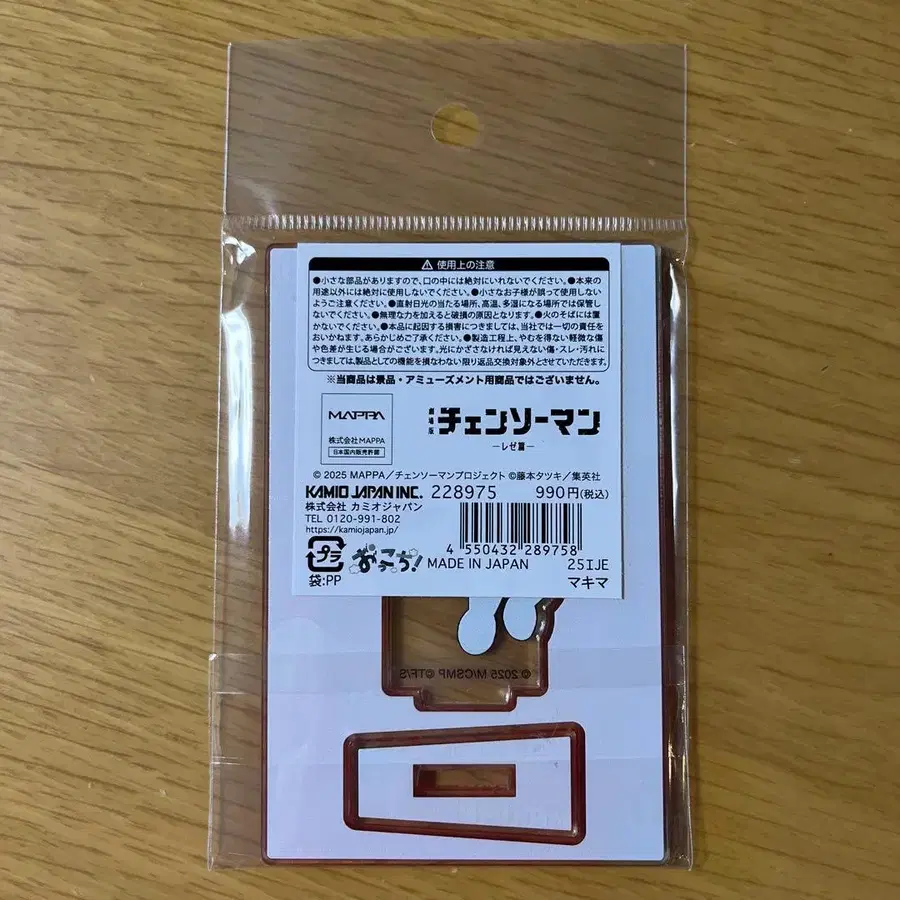 ⚠ 使用上の注意
●小さな部品がありますので、口の中には絶対にいれないでください。●本来の
用途以外には絶対に使用しないでください。●小さなお子様が誤って使用しない
ようご注意ください。●直射日光の当たる場所、高温、多湿になる場所では保管し
ないでください。●無理な力を加えると破損の原因となります。●火のそばには置
かないでください。●本品に起因する損害につきましては、当社では一切の責任を
おいかねます。あらかじめご了承ください。●製造工程上、やむを得ない軽微な傷
や色差が生じる場合がございます。光にかざさなければ見えない傷・スレ・汚れに
つきましては、製品としての機能を損なわない限り返品交換対象外とさせていただきます。
※当商品は景品・アミューズメント用商品ではございません。
MAPPA
株式会社MAPPA
日本国内販売許諾
劇場版 チェンソーマン
―レゼ篇―
© 2025 MAPPA／チェンソーマンプロジェクト ©藤本タツキ／集英社
KAMIO JAPAN INC. 228975 990円(税込)
株式会社 カミオジャパン
TEL 0120-991-802
https://kamiojapan.jp/
4 550432 289758
プラ おっこち! MADE IN JAPAN 25IJE
袋:PP マキマ
© 2025 M/CSMP ©TF/S